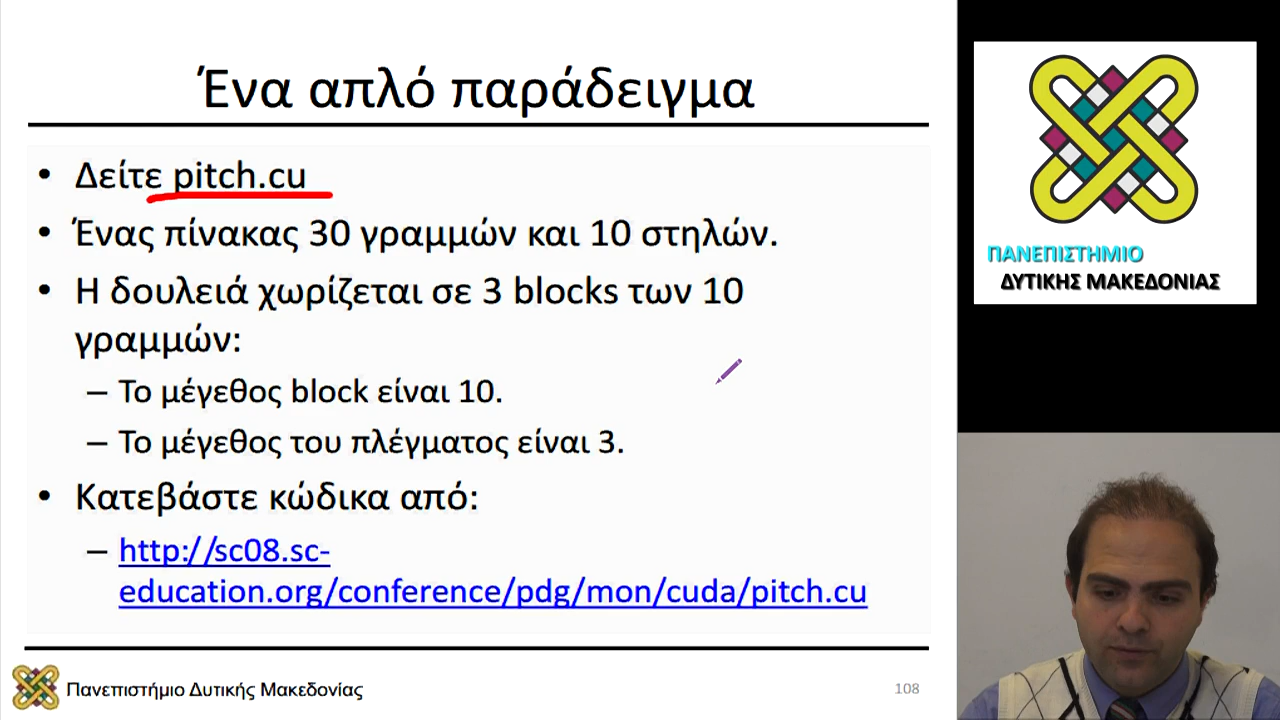 Ένα απλό παράδειγμα
• Δείτε pitch.cu
• Ένας πίνακας 30 γραμμών και 10 στηλών.
• Η δουλειά χωρίζεται σε 3 blocks των 10
γραμμών:
– Το μέγεθος block είναι 10.
– Το μέγεθος του πλέγματος είναι 3.
• Κατεβάστε κώδικα από:
– http://sc08.sc-
education.org/conference/pdg/mon/cuda/pitch.cu
Πανεπιστήμιο Δυτικής Μακεδονίας
108
ΠΑΝΕΠΙΣΤΗΜΙΟ
ΔΥΤΙΚΗΣ ΜΑΚΕΔΟΝΙΑΣ